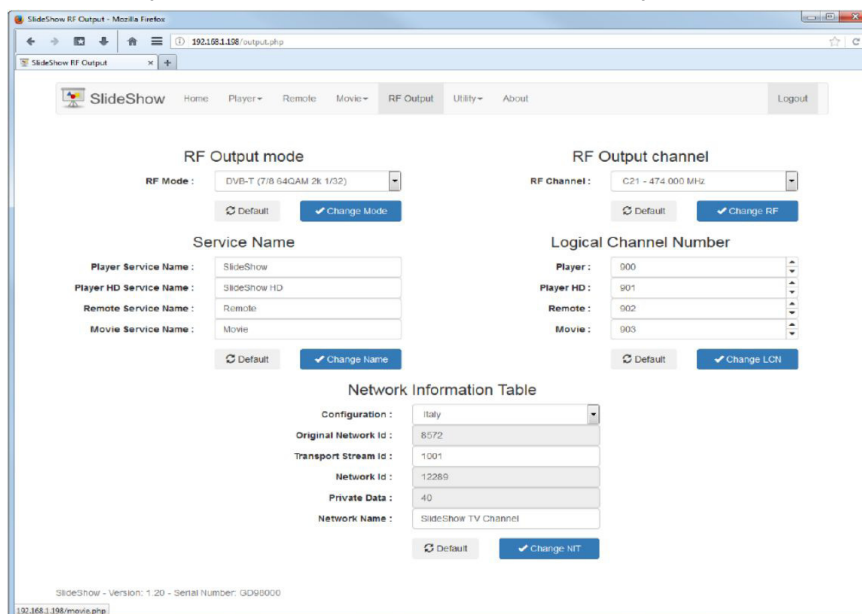 SlideShow RF Output - Mozilla Firefox
192.168.1.198/output.php
SlideShow RF Output
SlideShow Home Player Remote Movie RF Output Utility About Logout
RF Output mode
RF Mode : DVB-T (7/8 64QAM 2k 1/32)
Default Change Mode
RF Output channel
RF Channel : C21 - 474.000 MHz
Default Change RF
Service Name
Player Service Name : SlideShow
Player HD Service Name : SlideShow HD
Remote Service Name : Remote
Movie Service Name : Movie
Default Change Name
Logical Channel Number
Player : 900
Player HD : 901
Remote : 902
Movie : 903
Default Change LCN
Network Information Table
Configuration : Italy
Original Network Id : 8572
Transport Stream Id : 1001
Network Id : 12289
Private Data : 40
Network Name : SlideShow TV Channel
Default Change NIT
SlideShow - Version: 1.20 - Serial Number: GD98000
192.168.1.198/movie.php